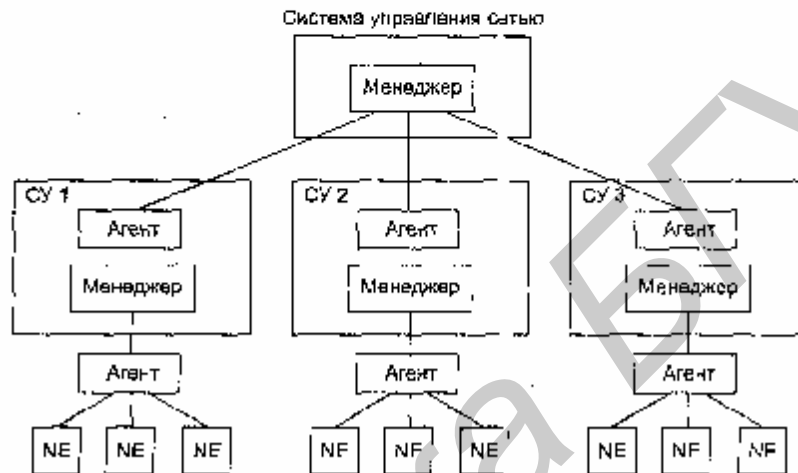 Система управления сетью
Менеджер
СУ 1 СУ 2 СУ 3
Агент Агент Агент
Менеджер Менеджер Менеджер
Агент Агент Агент
NE NE NE NE NE NE NE NE NE